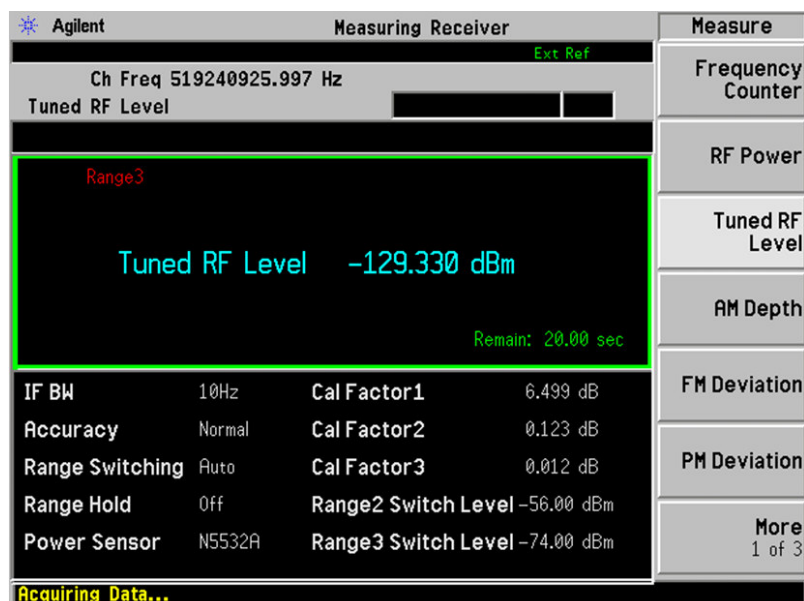 Agilent
Measuring Receiver
Measure
Ext Ref
Ch Freq 519240925.997 Hz
Tuned RF Level
Range3
Tuned RF Level -129.330 dBm
Remain: 20.00 sec
IF BW 10Hz Cal Factor1 6.499 dB
Accuracy Normal Cal Factor2 0.123 dB
Range Switching Auto Cal Factor3 0.012 dB
Range Hold Off Range2 Switch Level -56.00 dBm
Power Sensor N5532A Range3 Switch Level -74.00 dBm
Acquiring Data...
Frequency
Counter
RF Power
Tuned RF
Level
AM Depth
FM Deviation
PM Deviation
More
1 of 3